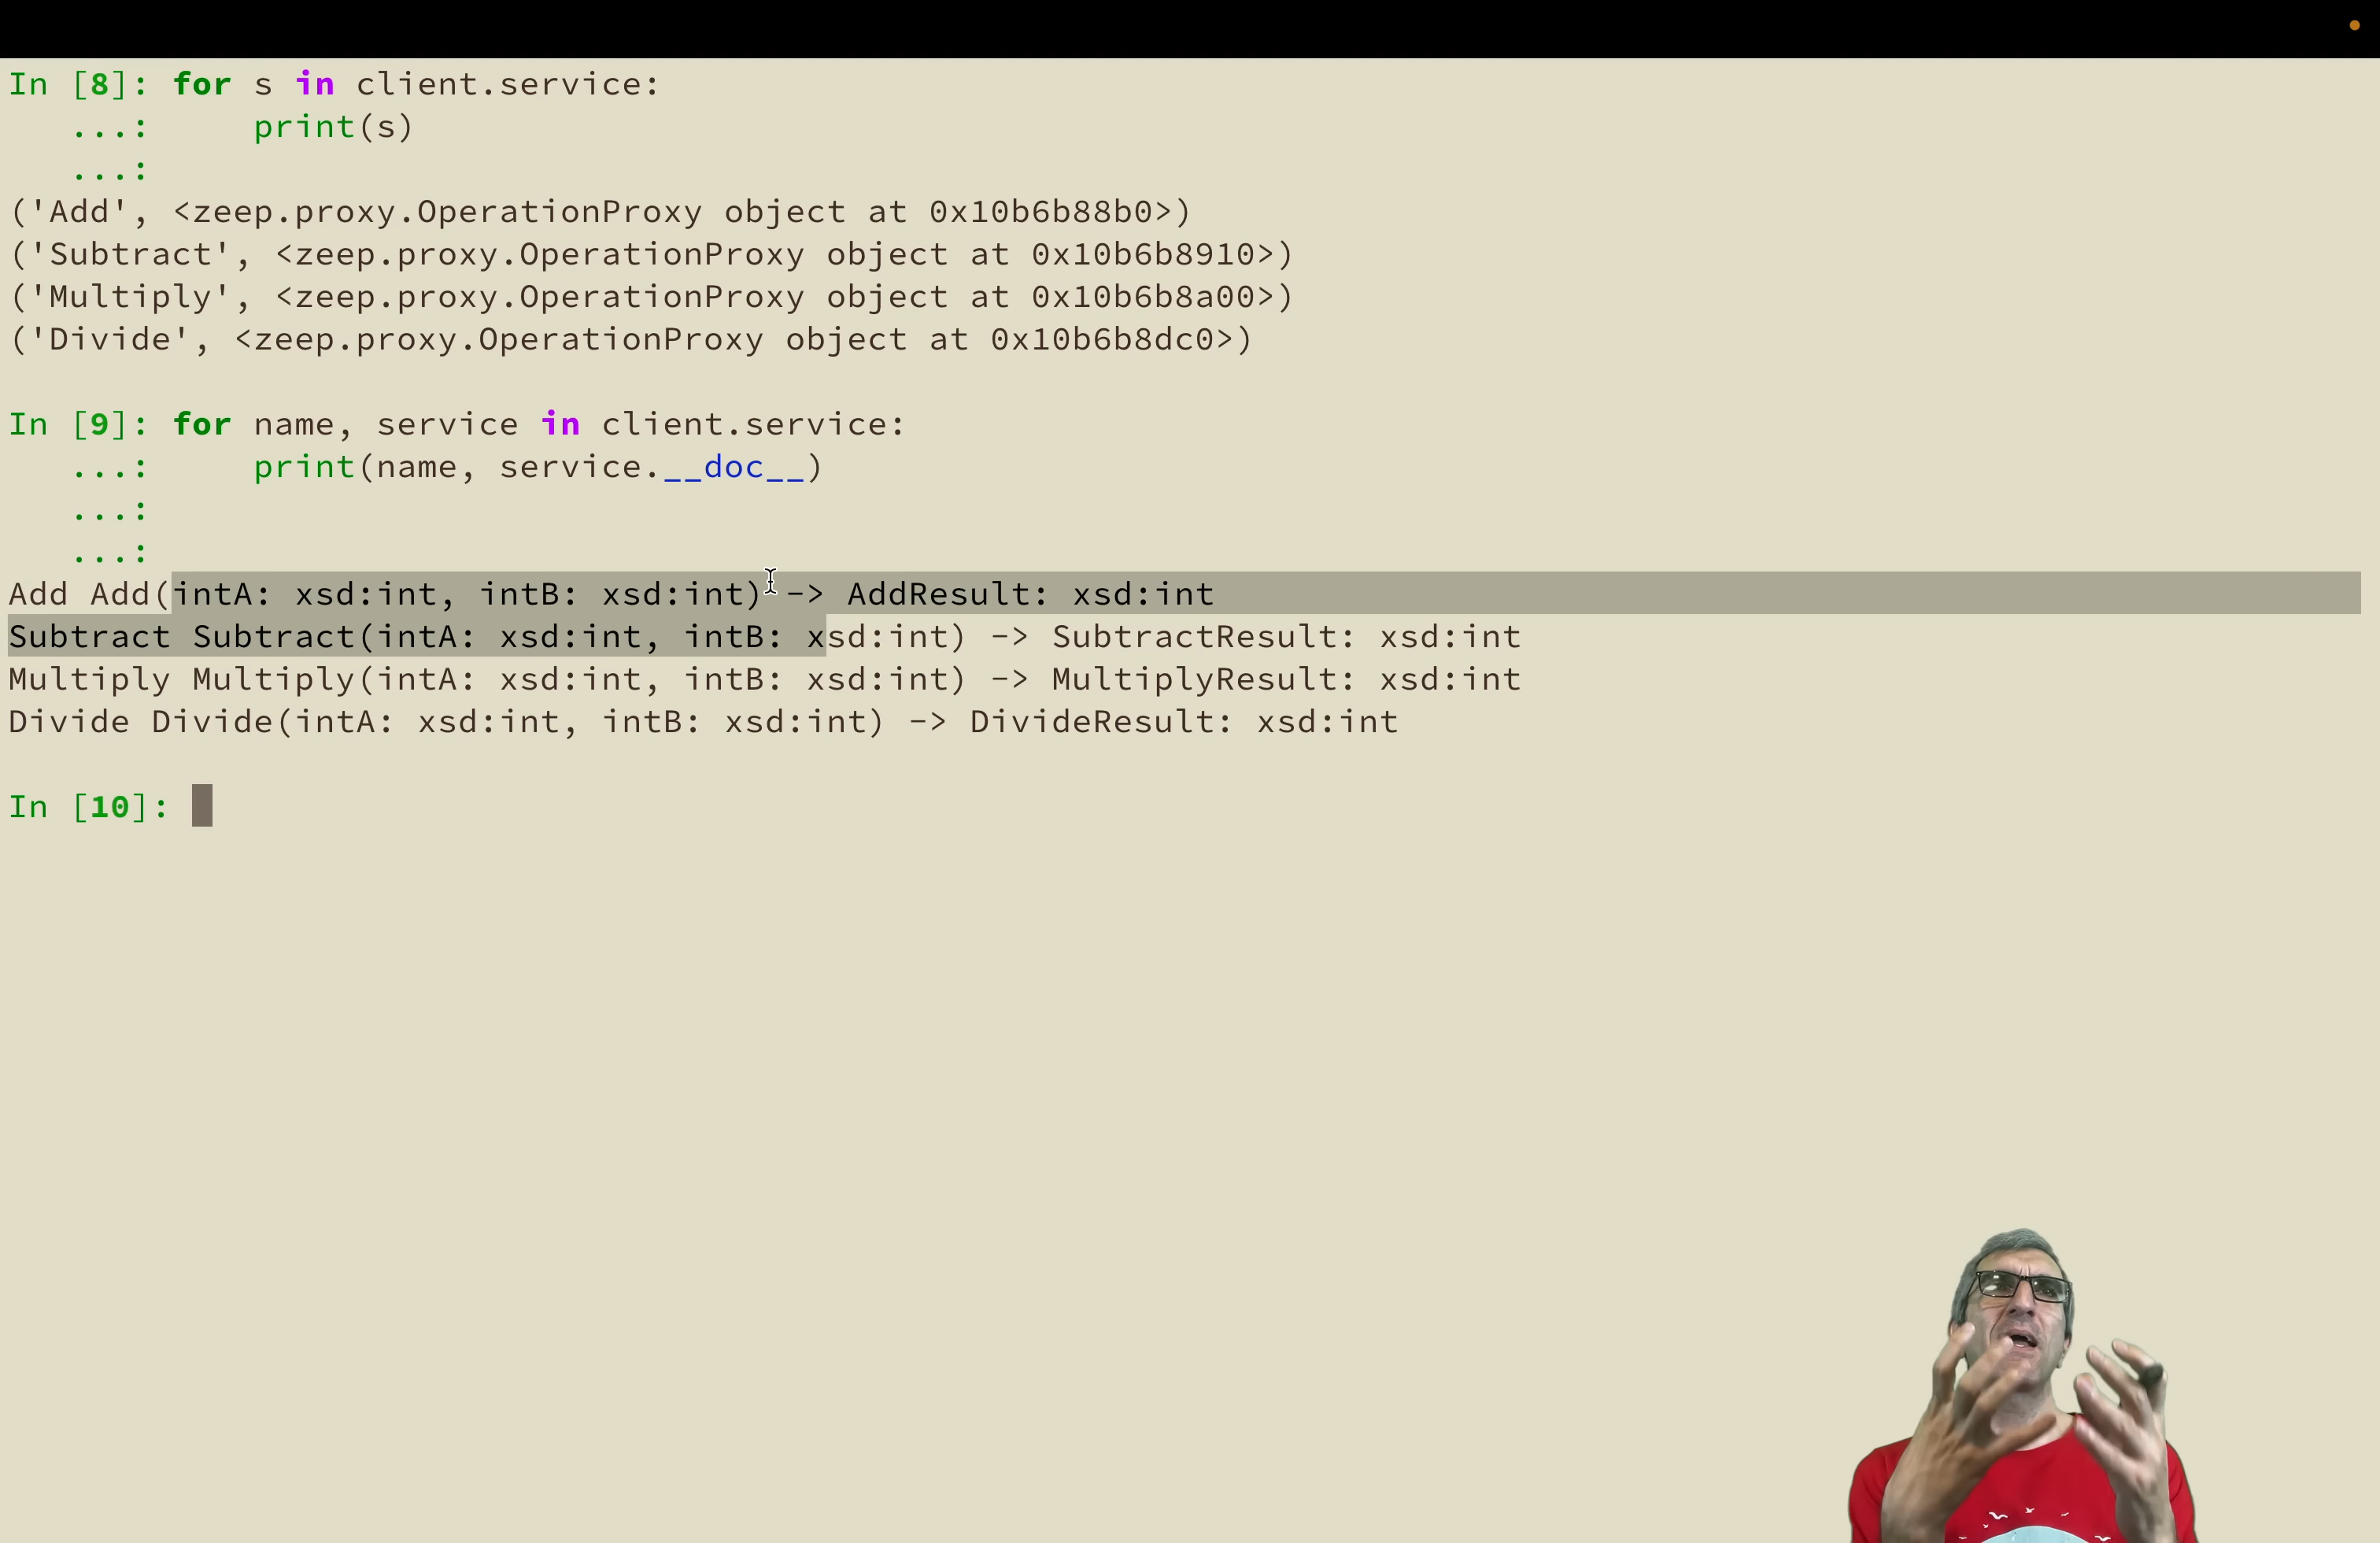 In [8]: for s in client.service:
   ...:     print(s)
   ...:
('Add', <zeep.proxy.OperationProxy object at 0x10b6b88b0>)
('Subtract', <zeep.proxy.OperationProxy object at 0x10b6b8910>)
('Multiply', <zeep.proxy.OperationProxy object at 0x10b6b8a00>)
('Divide', <zeep.proxy.OperationProxy object at 0x10b6b8dc0>)
In [9]: for name, service in client.service:
   ...:     print(name, service.__doc__)
   ...:
   ...:
Add Add(intA: xsd:int, intB: xsd:int) -> AddResult: xsd:int
Subtract Subtract(intA: xsd:int, intB: xsd:int) -> SubtractResult: xsd:int
Multiply Multiply(intA: xsd:int, intB: xsd:int) -> MultiplyResult: xsd:int
Divide Divide(intA: xsd:int, intB: xsd:int) -> DivideResult: xsd:int
In [10]: